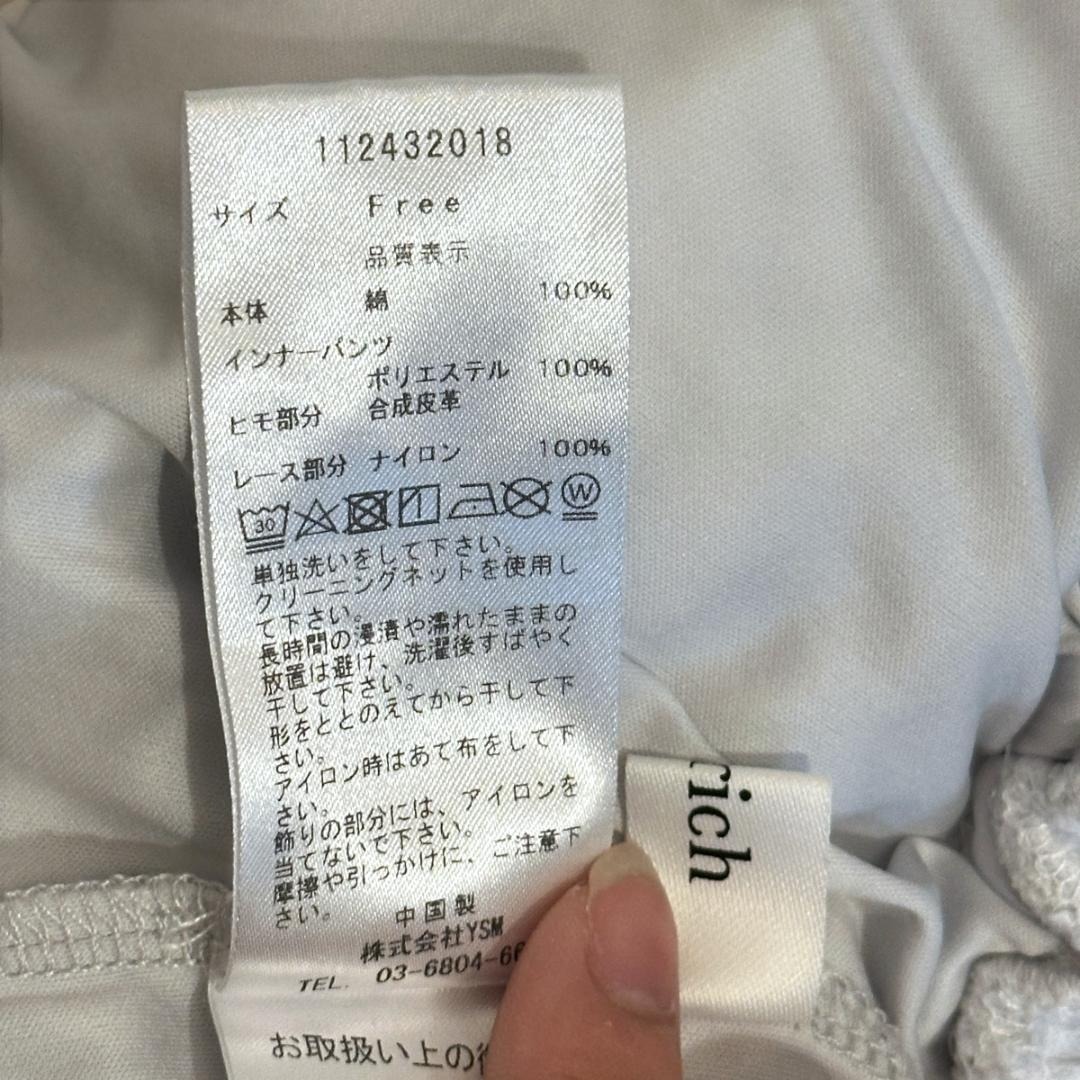 112432018
サイズ Free
品質表示
本体 綿 100%
インナーパンツ
ポリエステル 100%
ヒモ部分 合成皮革
レース部分 ナイロン 100%
30 W
単独洗いをして下さい。
クリーニングネットを使用し
て下さい。
長時間の浸漬や濡れたままの
放置は避け、洗濯後すばやく
干して下さい。
形をととのえてから干して下
さい。
アイロン時はあて布をして下
さい。
飾りの部分には、アイロンを
当てないで下さい。
摩擦や引っかけに、ご注意下
さい。
中国製
株式会社YSM
TEL. 03-6804-66
お取扱い上の
rich